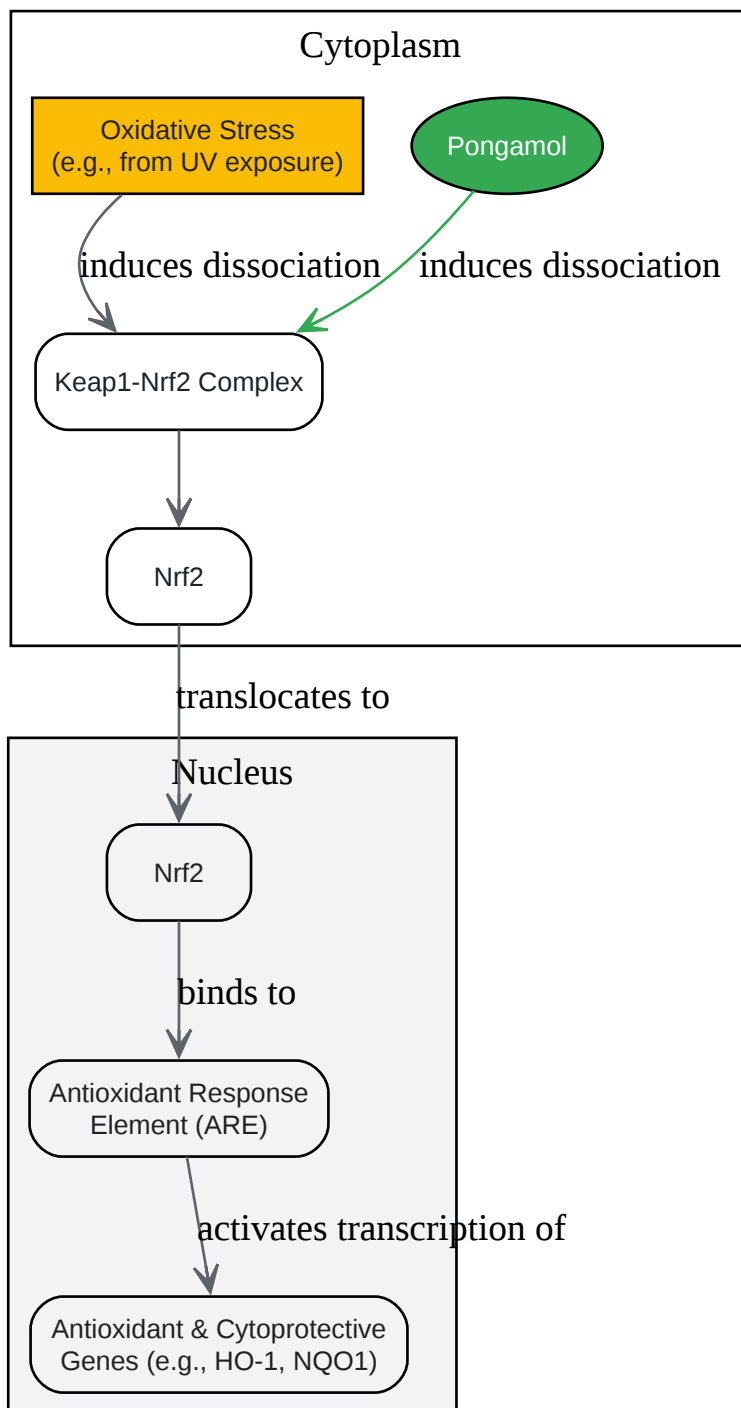 Cytoplasm
Oxidative Stress
(e.g., from UV exposure)
Pongamol
induces dissociation
induces dissociation
Keap1-Nrf2 Complex
Nrf2
translocates to
Nucleus
Nrf2
binds to
Antioxidant Response
Element (ARE)
activates transcription of
Antioxidant & Cytoprotective
Genes (e.g., HO-1, NQO1)